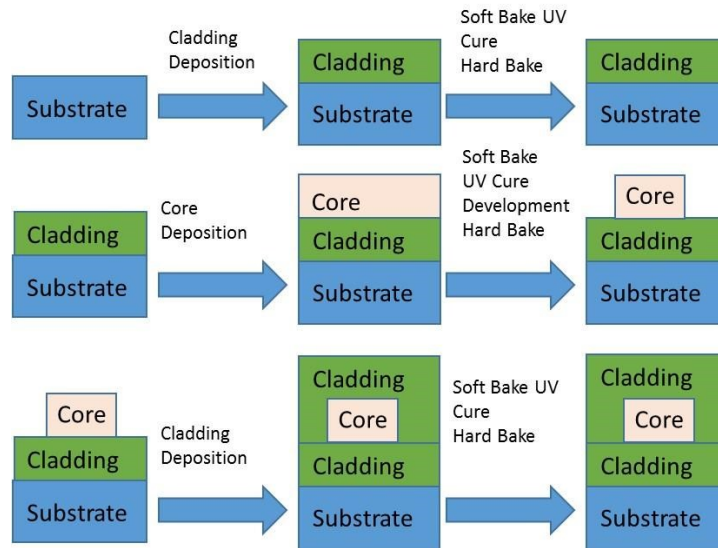 Substrate
Cladding
Deposition
Cladding
Substrate
Soft Bake UV
Cure
Hard Bake
Cladding
Substrate
Cladding
Substrate
Core
Deposition
Core
Cladding
Substrate
Soft Bake
UV Cure
Development
Hard Bake
Core
Cladding
Substrate
Core
Cladding
Substrate
Cladding
Deposition
Cladding
Core
Cladding
Substrate
Soft Bake UV
Cure
Hard Bake
Cladding
Core
Cladding
Substrate